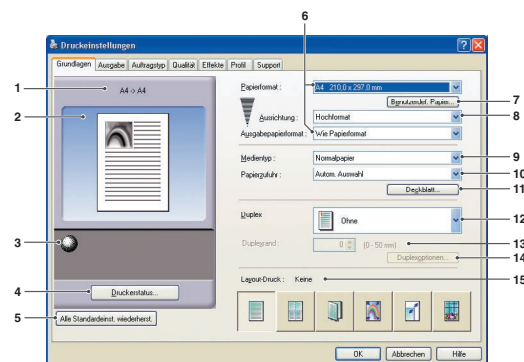 6
Druckeinstellungen
Grundlagen Ausgabe Auftragstyp Qualität Effekte Profil Support
1
A4 -> A4
2
3
4
Druckerstatus...
5
Alle Standardeinst. wiederherst.
Papierformat :
A4 210,0 x 297,0 mm
Benutzerdef. Papier...
7
Ausrichtung :
Hochformat
8
Ausgabepapierformat :
Wie Papierformat
Medientyp :
Normalpapier
9
Papierzufuhr :
Autom. Auswahl
10
Deckblatt...
11
Duplex
Ohne
12
Duplexrand :
0
(0 - 50 mm)
13
Duplexoptionen...
14
Layout-Druck : Keine
15
OK Abbrechen Hilfe